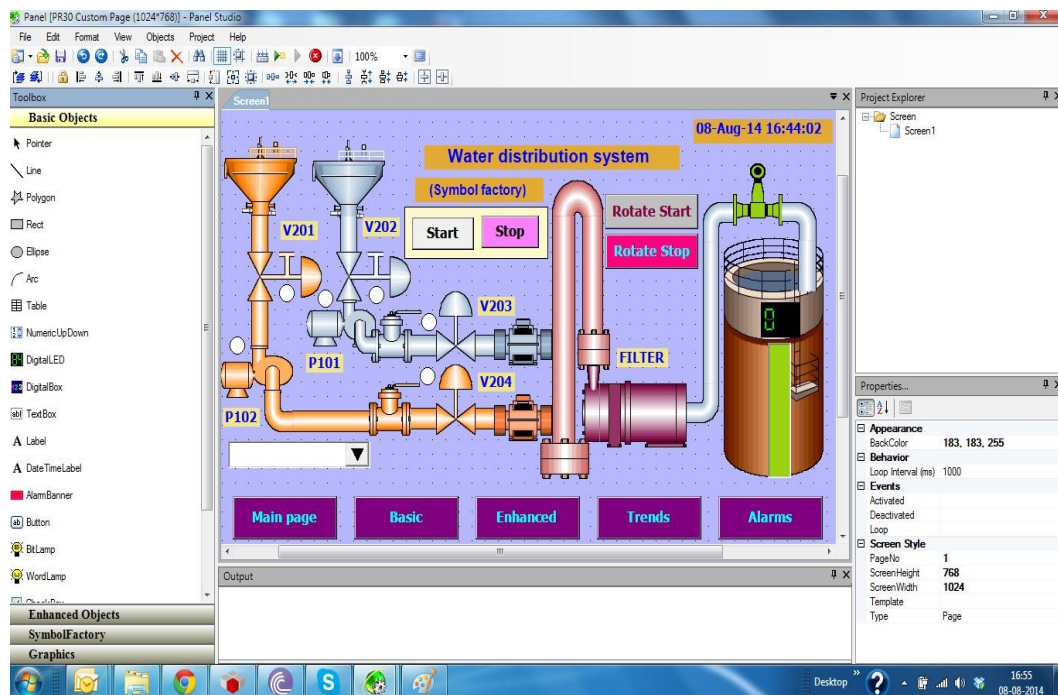 Panel [PR30 Custom Page (1024*768)] - Panel Studio
File Edit Format View Objects Project Help
100%
Toolbox
Basic Objects
Pointer
Line
Polygon
Rect
Ellipse
Arc
Table
NumericUpDown
DigitalLED
DigitalBox
TextBox
Label
DateTimeLabel
AlarmBanner
Button
BitLamp
WordLamp
CheckBox
Enhanced Objects
SymbolFactory
Graphics
Screen1
08-Aug-14 16:44:02
Water distribution system
(Symbol factory)
Start
Stop
Rotate Start
Rotate Stop
V201
V202
V203
P101
FILTER
V204
P102
0
Main page
Basic
Enhanced
Trends
Alarms
Output
Project Explorer
Screen
Screen1
Properties...
Appearance
BackColor 183, 183, 255
Behavior
Loop Interval (ms) 1000
Events
Activated
Deactivated
Loop
Screen Style
PageNo 1
ScreenHeight 768
ScreenWidth 1024
Template
Type Page
Desktop
16:55
08-08-2014